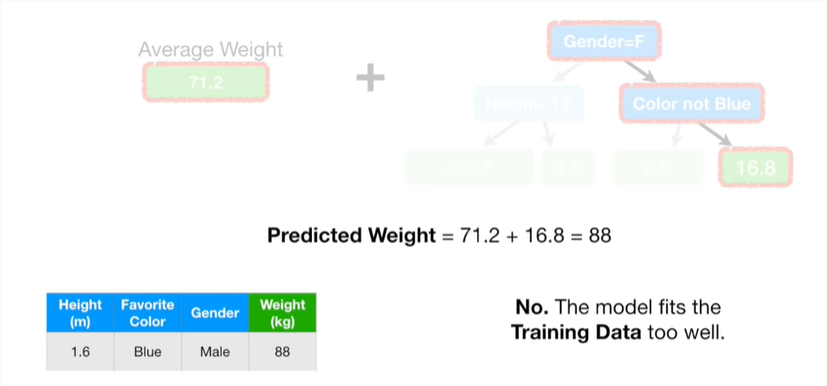 Average Weight
71.2
+
Gender=F
Color not Blue
16.8
Predicted Weight = 71.2 + 16.8 = 88
Height (m) Favorite Color Gender Weight (kg)
1.6 Blue Male 88
No. The model fits the
Training Data too well.